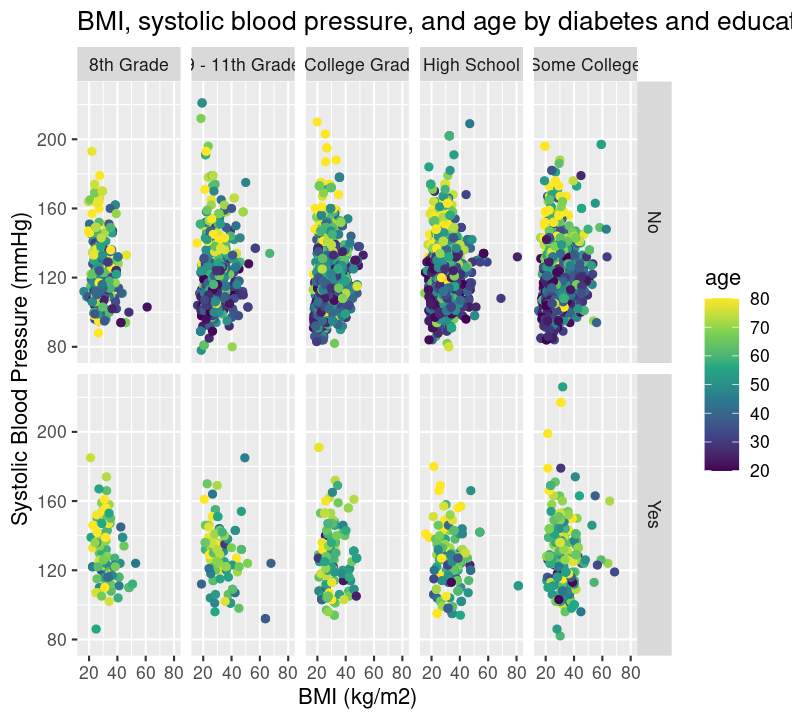 BMI, systolic blood pressure, and age by diabetes and educat
8th Grade
9 - 11th Grade
College Grad
High School
Some College
Systolic Blood Pressure (mmHg)
200
160
120
80
No
200
160
120
80
Yes
20 40 60 80
20 40 60 80
20 40 60 80
20 40 60 80
20 40 60 80
BMI (kg/m2)
age
80
70
60
50
40
30
20